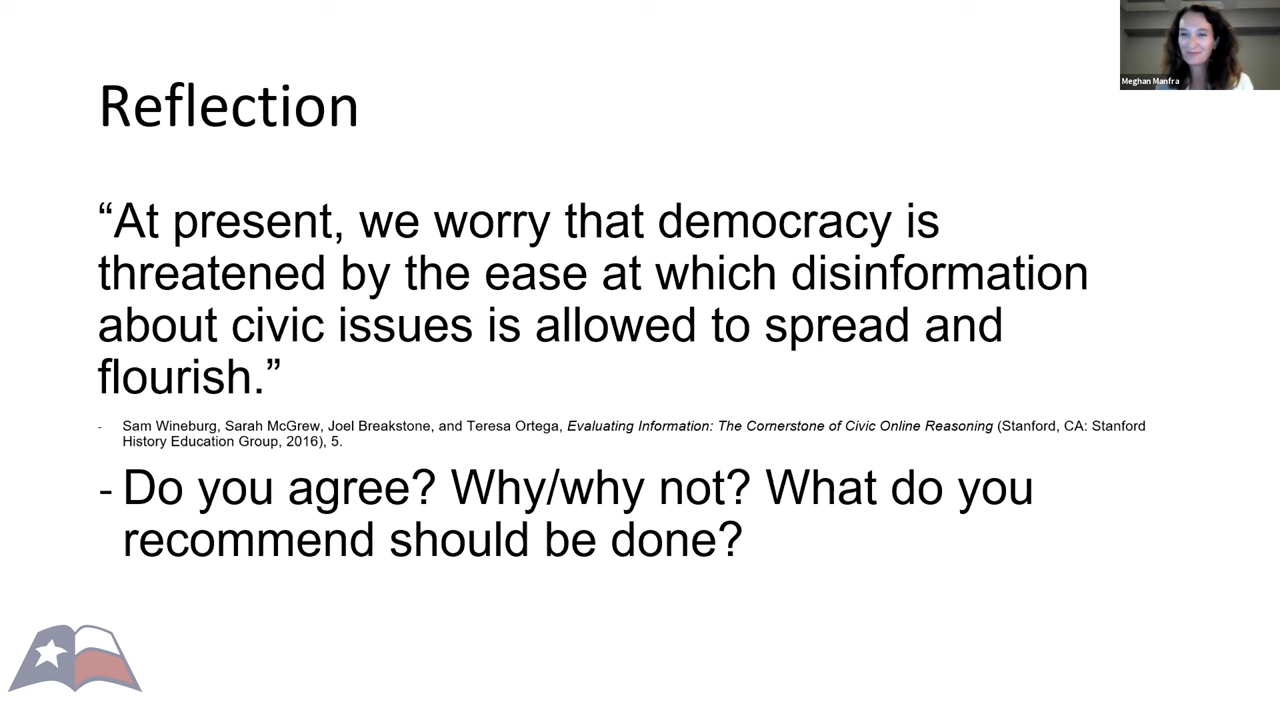 Meghan Manfra
Reflection
“At present, we worry that democracy is
threatened by the ease at which disinformation
about civic issues is allowed to spread and
flourish.”
- Sam Wineburg, Sarah McGrew, Joel Breakstone, and Teresa Ortega, Evaluating Information: The Cornerstone of Civic Online Reasoning (Stanford, CA: Stanford
History Education Group, 2016), 5.
- Do you agree? Why/why not? What do you
recommend should be done?